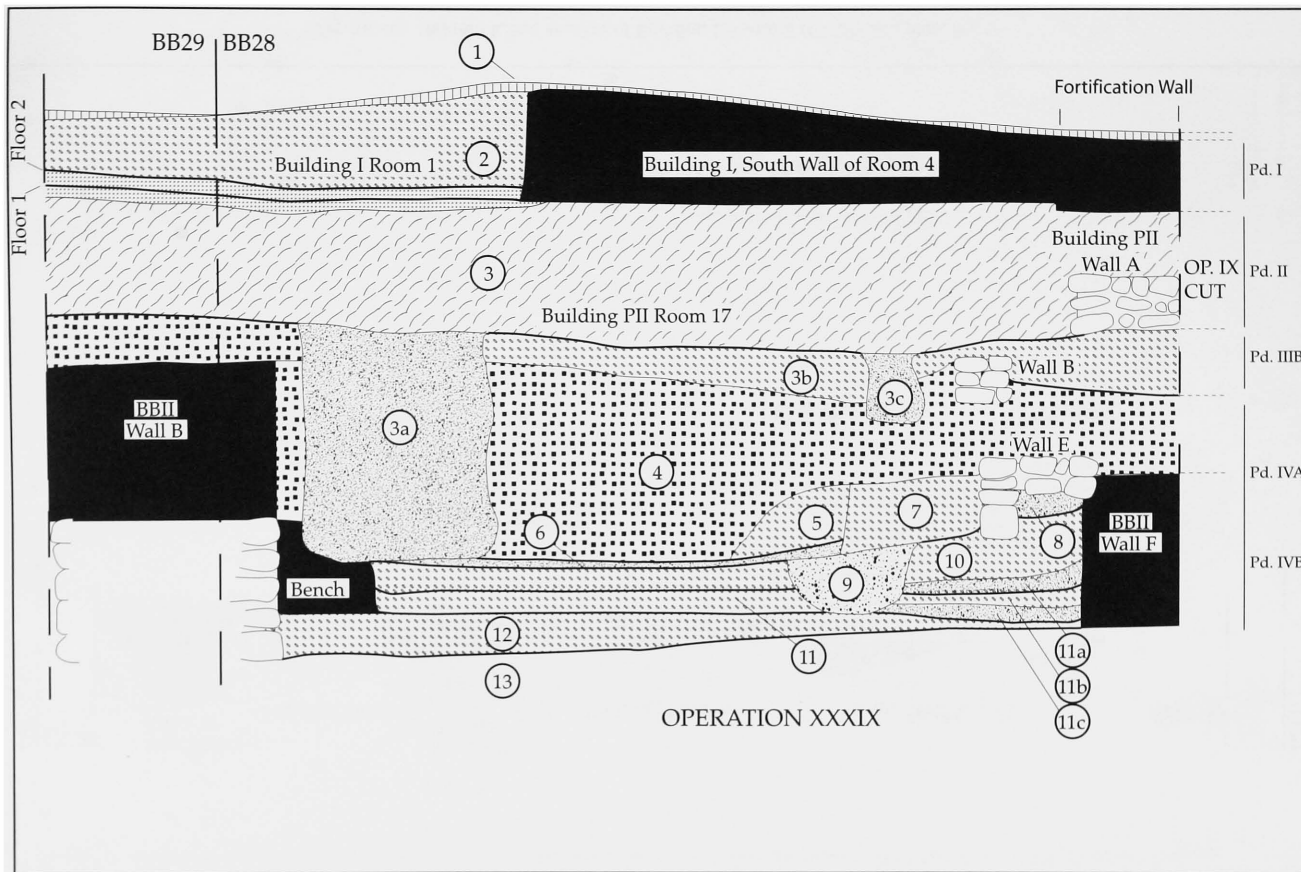 BB29 BB28
1
Fortification Wall
Floor 2
Building I Room 1
2
Building I, South Wall of Room 4
Pd. I
Floor 1
3
Building PII
Wall A
OP. IX
CUT
Pd. II
Building PII Room 17
3b
3c
Wall B
Pd. IIIB
BBII
Wall B
3a
4
Wall E
Pd. IVA
6
5
7
8
BBII
Wall F
Bench
9
10
Pd. IVB
12
11
11a
13
11b
11c
OPERATION XXXIX